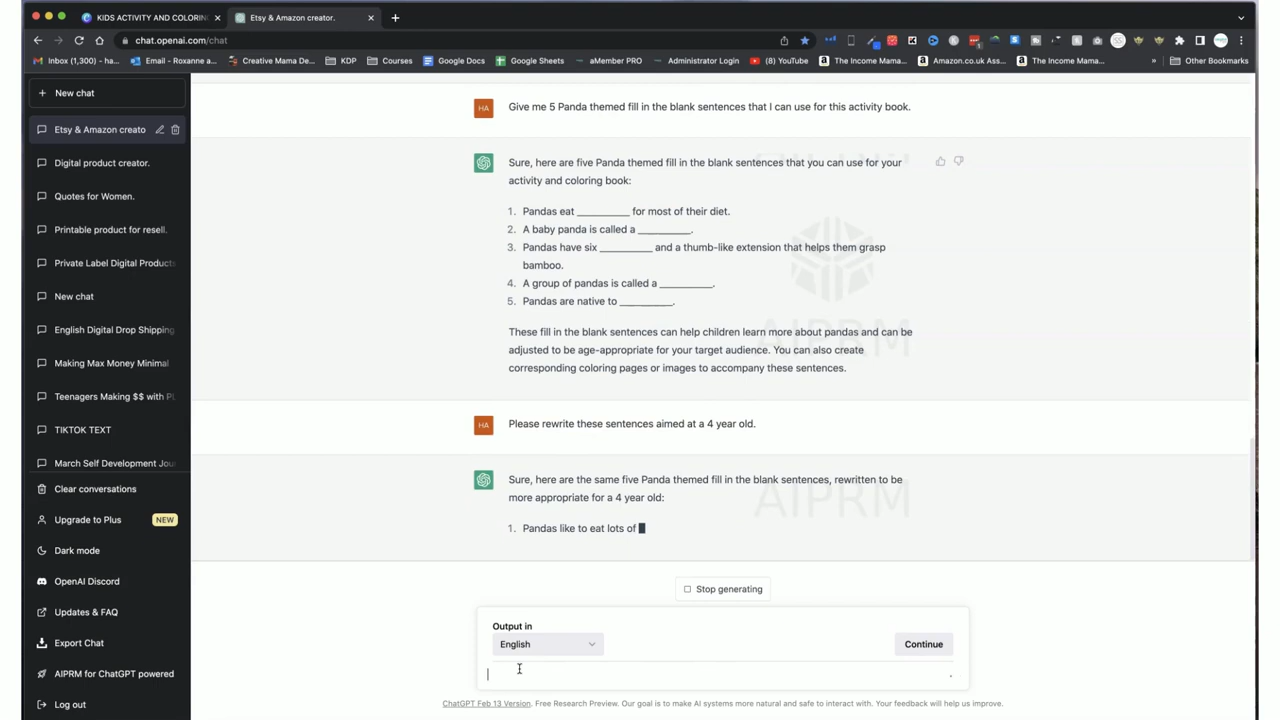 KIDS ACTIVITY AND COLORIN
Etsy & Amazon creator.
chat.openai.com/chat
Inbox (1,300) - ha...
Email - Roxanne –...
Creative Mama De...
KDP
Courses
Google Docs
Google Sheets
aMember PRO
Administrator Login
(8) YouTube
The Income Mama...
Amazon.co.uk Ass...
The Income Mama...
Other Bookmarks
New chat
Etsy & Amazon creato
Digital product creator.
Quotes for Women.
Printable product for resell.
Private Label Digital Products
New chat
English Digital Drop Shipping
Making Max Money Minimal
Teenagers Making $$ with
TIKTOK TEXT
March Self Development Jou
Clear conversations
Upgrade to Plus
NEW
Dark mode
OpenAI Discord
Updates & FAQ
Export Chat
AIPRM for ChatGPT powered
Log out
HA
Give me 5 Panda themed fill in the blank sentences that I can use for this activity book.
Sure, here are five Panda themed fill in the blank sentences that you can use for your
activity and coloring book:
1. Pandas eat __________ for most of their diet.
2. A baby panda is called a __________.
3. Pandas have six __________ and a thumb-like extension that helps them grasp
bamboo.
4. A group of pandas is called a __________.
5. Pandas are native to __________.
These fill in the blank sentences can help children learn more about pandas and can be
adjusted to be age-appropriate for your target audience. You can also create
corresponding coloring pages or images to accompany these sentences.
AIPRM
HA
Please rewrite these sentences aimed at a 4 year old.
Sure, here are the same five Panda themed fill in the blank sentences, rewritten to be
more appropriate for a 4 year old:
AIPRM
1. Pandas like to eat lots of
Stop generating
Output in
English
Continue
ChatGPT Feb 13 Version. Free Research Preview. Our goal is to make AI systems more natural and safe to interact with. Your feedback will help us improve.